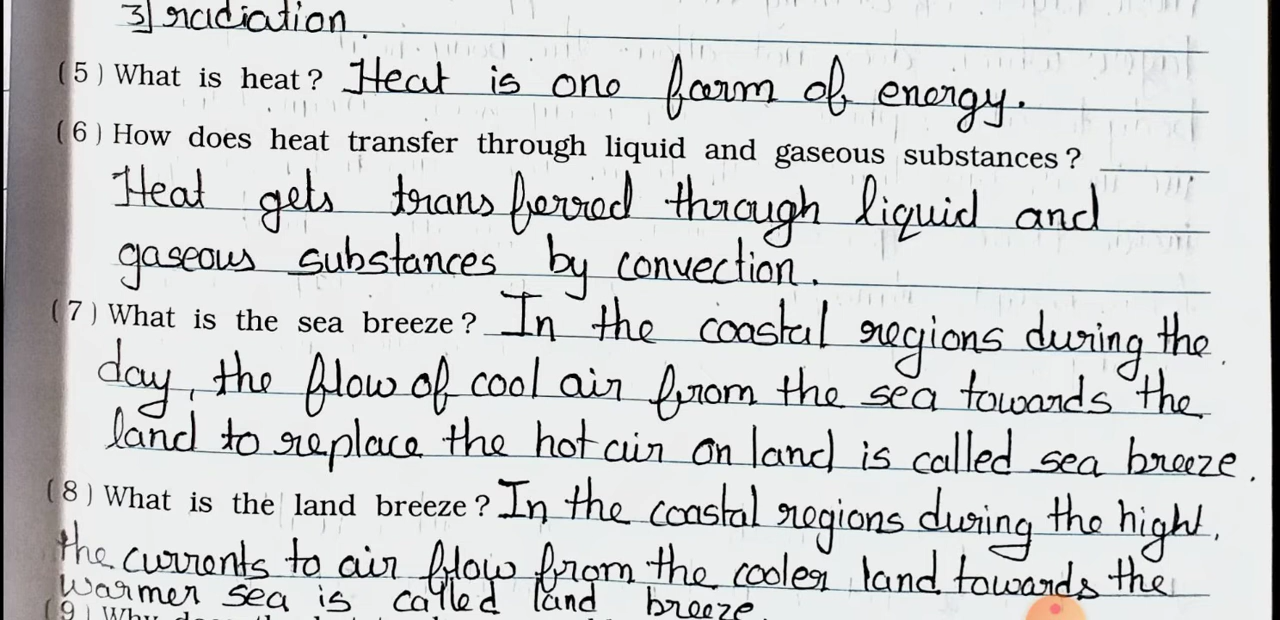 3] radiation.
(5) What is heat? Heat is one form of energy.
(6) How does heat transfer through liquid and gaseous substances?
Heat gets transferred through liquid and
gaseous substances by convection.
(7) What is the sea breeze? In the coastal regions during the
day, the flow of cool air from the sea towards the
land to replace the hot air on land is called sea breeze.
(8) What is the land breeze? In the coastal regions during the night,
the currents to air flow from the cooler land towards the
warmer sea is called land breeze.
(9) Why does the